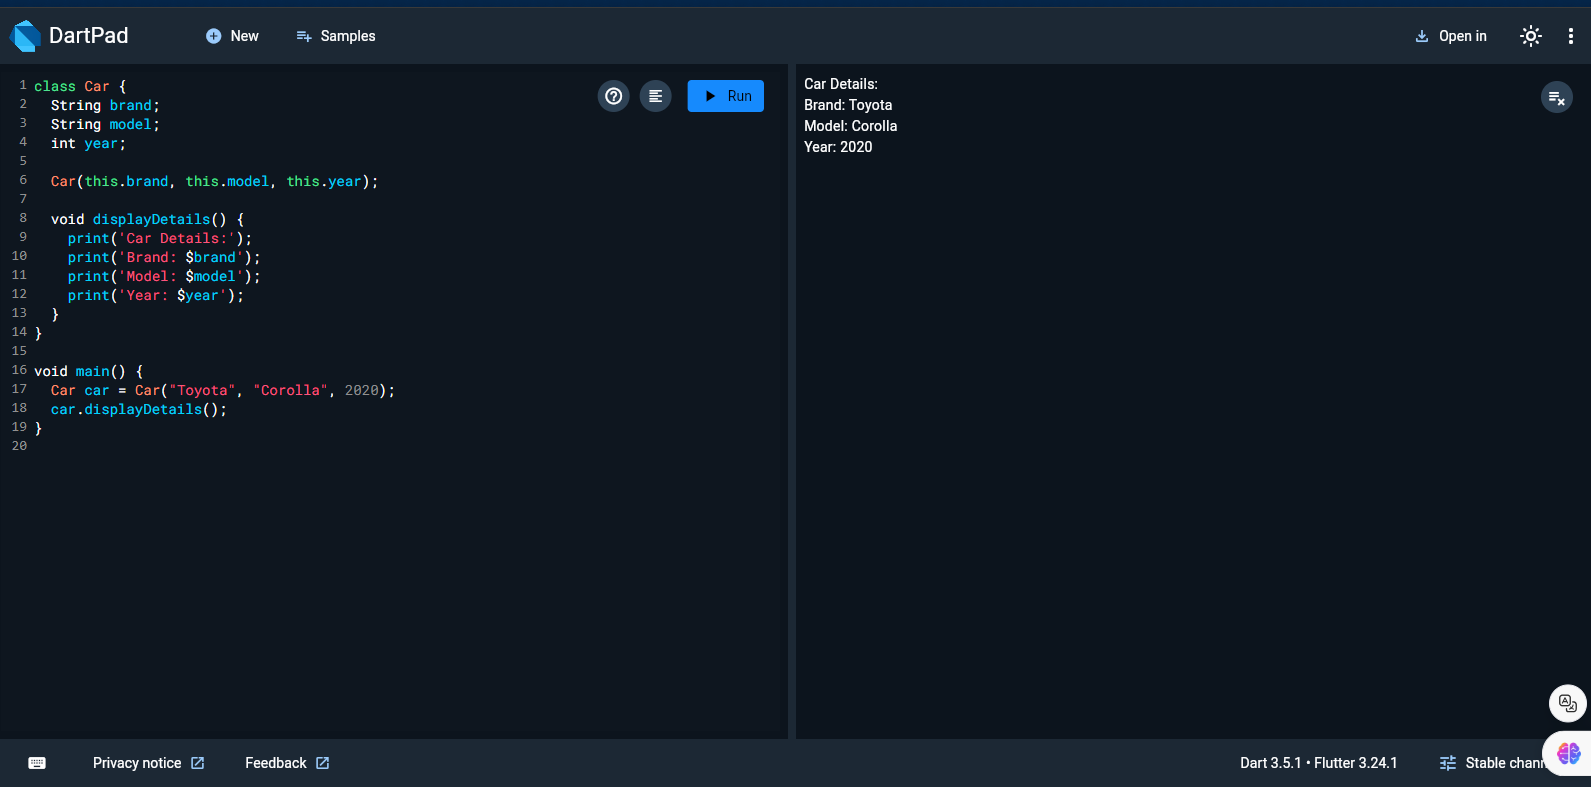 DartPad
New
Samples
Open in
1 class Car {
2   String brand;
3   String model;
4   int year;
5
6   Car(this.brand, this.model, this.year);
7
8   void displayDetails() {
9     print('Car Details:');
10     print('Brand: $brand');
11     print('Model: $model');
12     print('Year: $year');
13   }
14 }
15
16 void main() {
17   Car car = Car("Toyota", "Corolla", 2020);
18   car.displayDetails();
19 }
20
Run
Car Details:
Brand: Toyota
Model: Corolla
Year: 2020
Privacy notice
Feedback
Dart 3.5.1 • Flutter 3.24.1
Stable chann